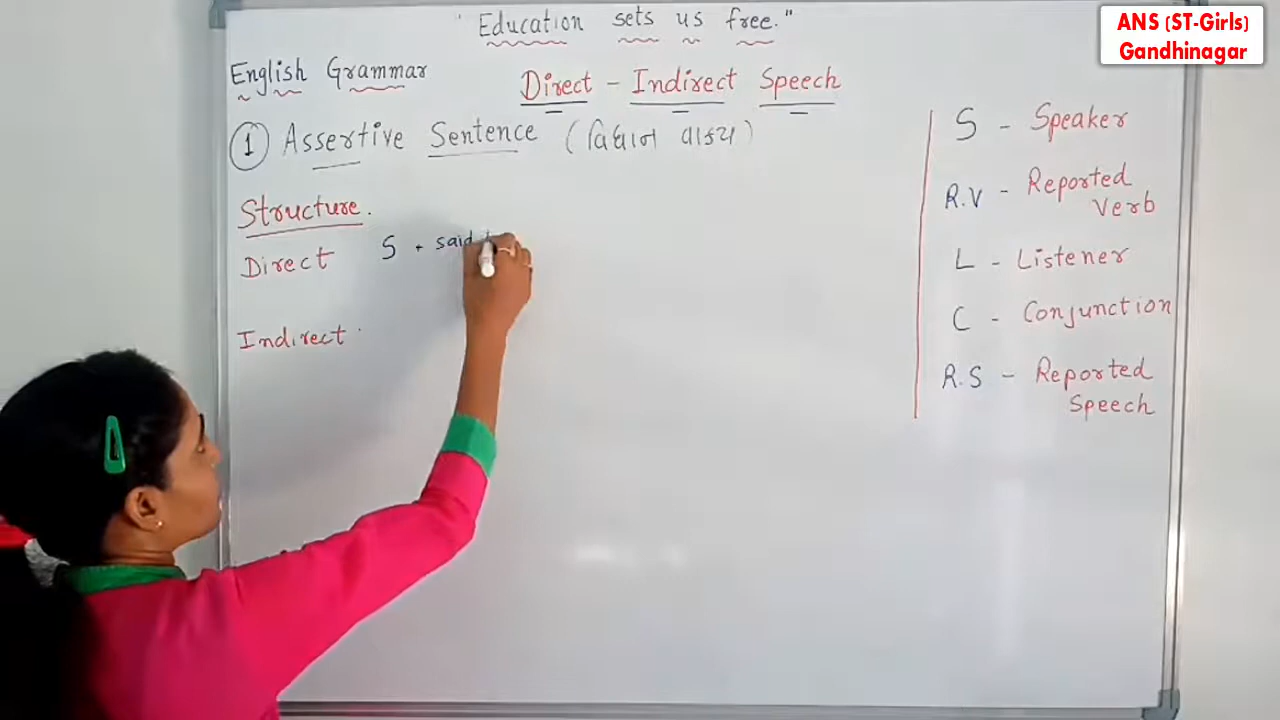 "Education sets us free."
ANS (ST-Girls)
Gandhinagar
English Grammar
Direct - Indirect Speech
① Assertive Sentence (વિધાન વાક્ય)
Structure.
Direct S + said
Indirect
S - Speaker
R.V - Reported
Verb
L - Listener
C - Conjunction
R.S - Reported
Speech